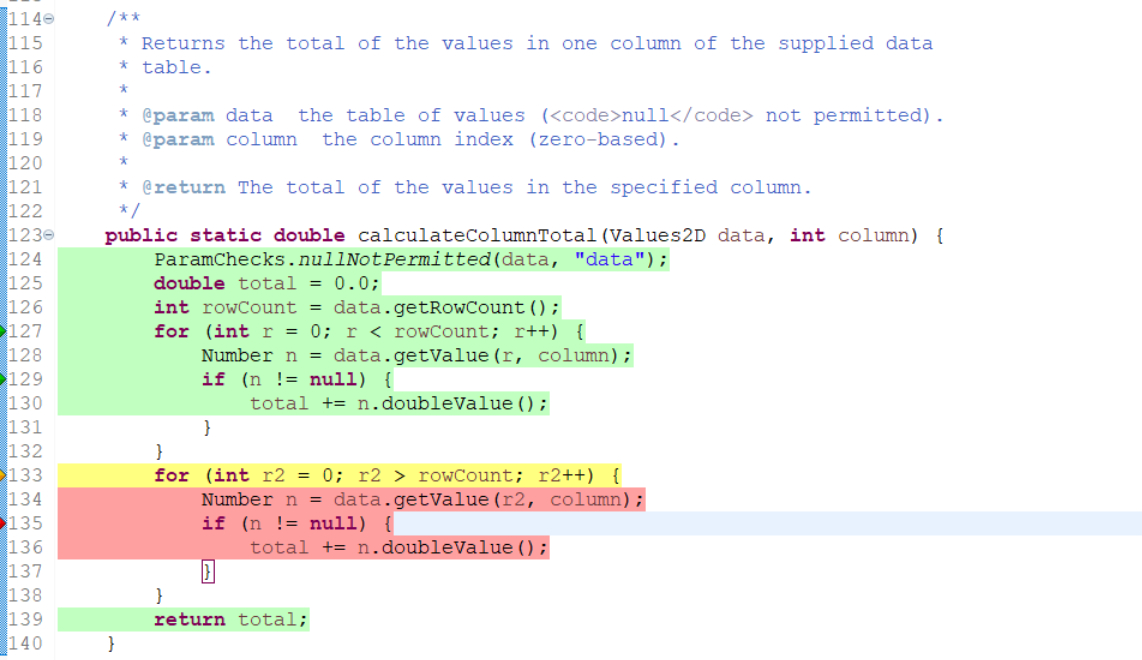 114 /**
115 * Returns the total of the values in one column of the supplied data
116 * table.
117 *
118 * @param data  the table of values (<code>null</code> not permitted).
119 * @param column  the column index (zero-based).
120 *
121 * @return The total of the values in the specified column.
122 */
123 public static double calculateColumnTotal(Values2D data, int column) {
124 ParamChecks.nullNotPermitted(data, "data");
125 double total = 0.0;
126 int rowCount = data.getRowCount();
127 for (int r = 0; r < rowCount; r++) {
128 Number n = data.getValue(r, column);
129 if (n != null) {
130 total += n.doubleValue();
131 }
132 }
133 for (int r2 = 0; r2 > rowCount; r2++) {
134 Number n = data.getValue(r2, column);
135 if (n != null) {
136 total += n.doubleValue();
137 }
138 }
139 return total;
140 }